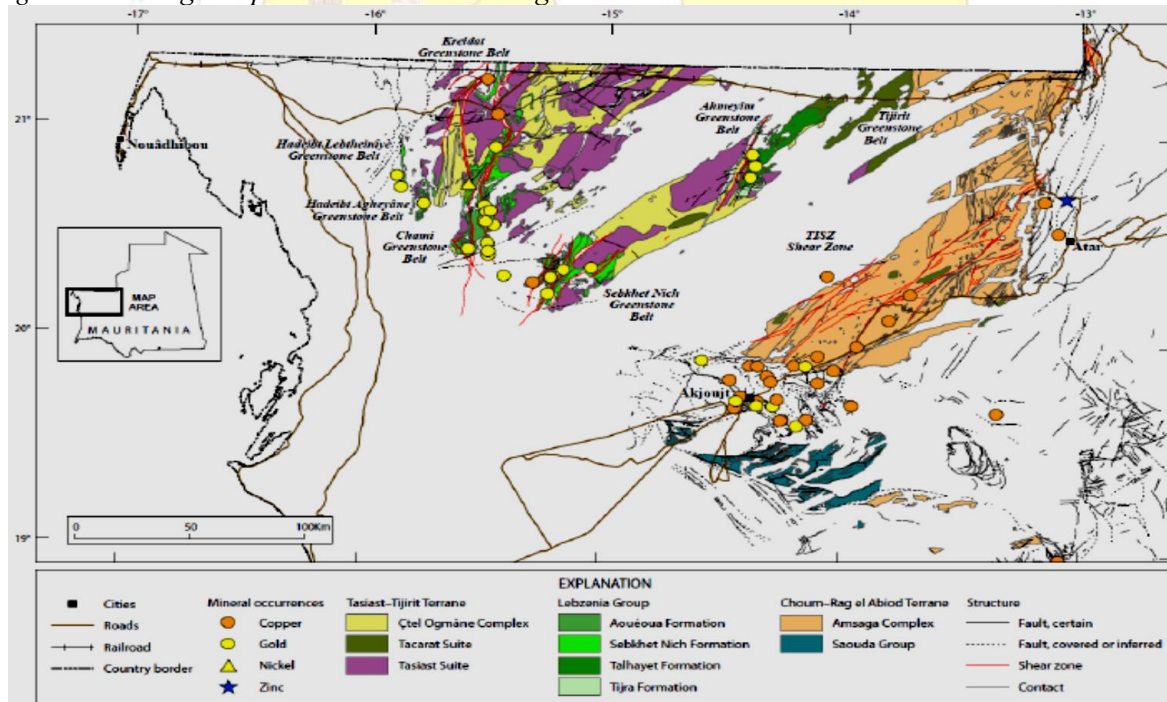 -17°
-16°
-15°
-14°
-13°
Kreidat
Greenstone Belt
21°
Nouâdhibou
Hadeibt Lebtheiniyé
Greenstone Belt
Ahmeyim
Greenstone
Belt
Tijirit
Greenstone
Belt
Hadeibt Agheyâne
Greenstone Belt
Chami
Greenstone
Belt
TISZ
Shear Zone
Atar
Sebkhet Nich
Greenstone
Belt
MAP
AREA
MAURITANIA
20°
Akjoujt
0 50 100Km
19°
EXPLANATION
Cities
Roads
Railroad
Country border
Mineral occurrences
Copper
Gold
Nickel
Zinc
Tasiast–Tijirit Terrane
Çtel Ogmâne Complex
Tacarat Suite
Tasiast Suite
Lebzenia Group
Aouéoua Formation
Sebkhet Nich Formation
Talhayet Formation
Tijra Formation
Choum–Rag el Abiod Terrane
Amsaga Complex
Saouda Group
Structure
Fault, certain
Fault, covered or inferred
Shear zone
Contact